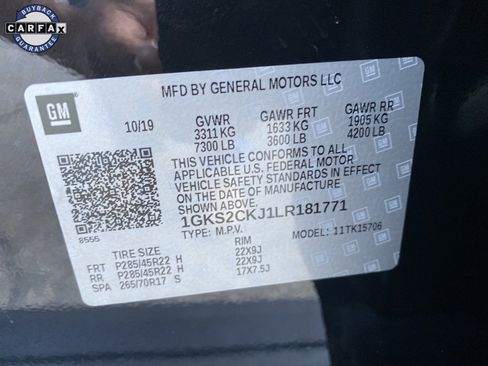 BUYBACK
CARFAX
GUARANTEE
MFD BY GENERAL MOTORS LLC
GM
10/19 GVWR GAWR FRT GAWR RR
3311 KG 1633 KG 1905 KG
7300 LB 3600 LB 4200 LB
THIS VEHICLE CONFORMS TO ALL
APPLICABLE U.S. FEDERAL MOTOR
VEHICLE SAFETY STANDARDS IN EFFECT
ON THE DATE OF MANUFACTURE
SHOWN ABOVE.
1GKS2CKJ1LR181771
8555 TYPE: M.P.V. MODEL: 11TK15706
TIRE SIZE RIM
FRT P285/45R22 H 22X9J
RR P285/45R22 H 22X9J
SPA 265/70R17 S 17X7.5J